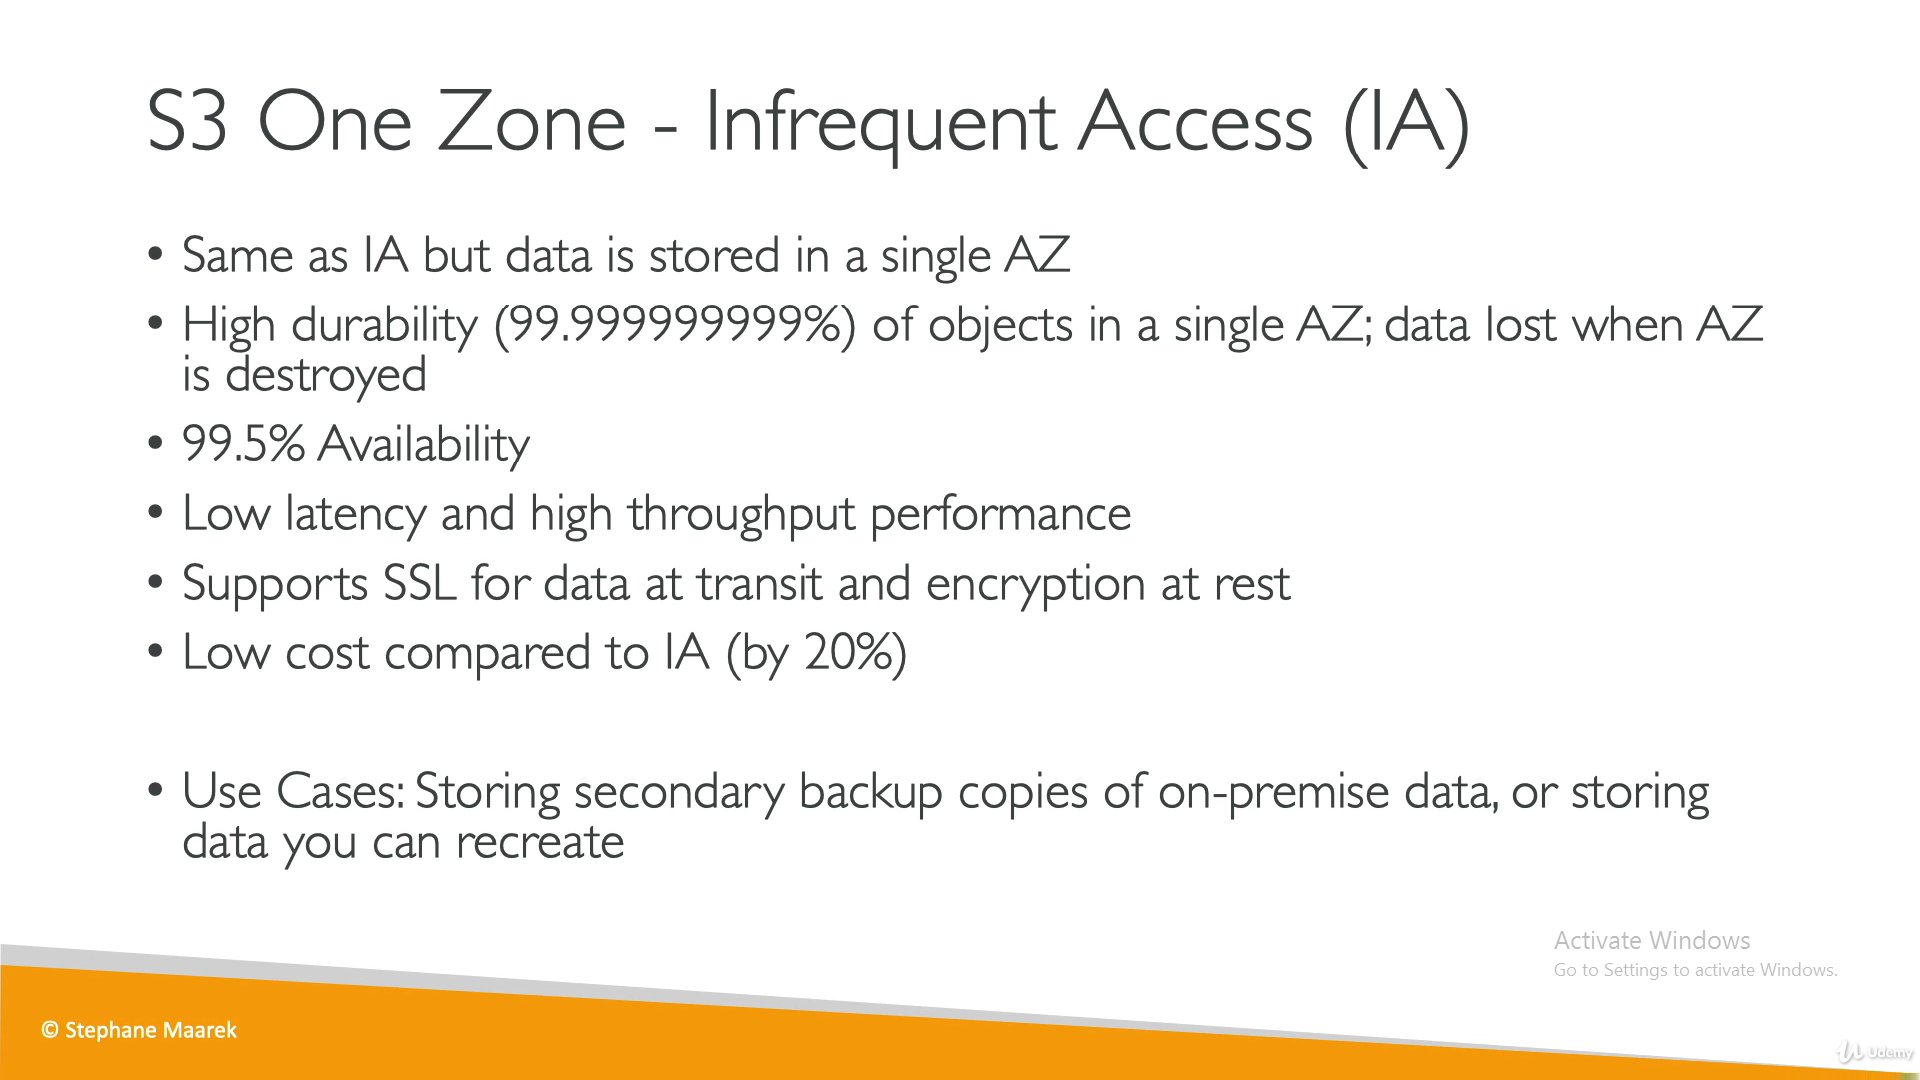 S3 One Zone - Infrequent Access (IA)
• Same as IA but data is stored in a single AZ
• High durability (99.999999999%) of objects in a single AZ; data lost when AZ
is destroyed
• 99.5% Availability
• Low latency and high throughput performance
• Supports SSL for data at transit and encryption at rest
• Low cost compared to IA (by 20%)
• Use Cases: Storing secondary backup copies of on-premise data, or storing
data you can recreate
Activate Windows
Go to Settings to activate Windows.
© Stephane Maarek
Udemy